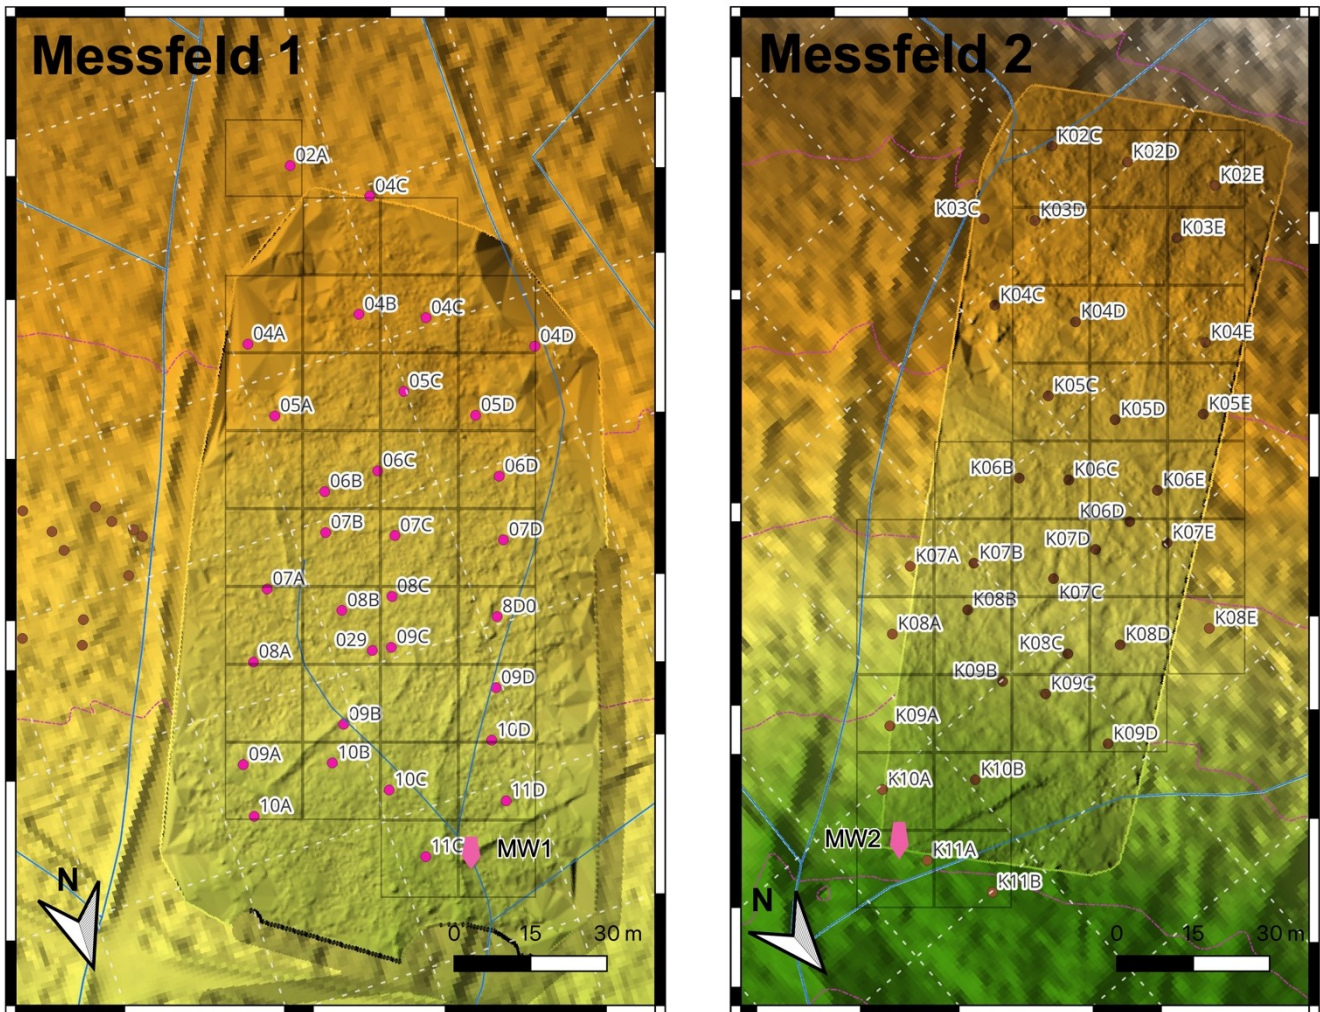 Messfeld 1
02A
04C
04B
04C
04A
04D
05C
05A
05D
06C
06D
06B
07B
07C
07D
07A
08C
08B
8D0
029
09C
08A
09D
09B
10D
09A
10B
10C
11D
10A
11C
MW1
N
0 15 30 m
Messfeld 2
K02C
K02D
K02E
K03C
K03D
K03E
K04C
K04D
K04E
K05C
K05D
K05E
K06B
K06C
K06E
K06D
K07D
K07E
K07A
K07B
K07C
K08B
K08A
K08E
K08C
K08D
K09B
K09C
K09A
K09D
K10A
K10B
MW2
K11A
K11B
N
0 15 30 m